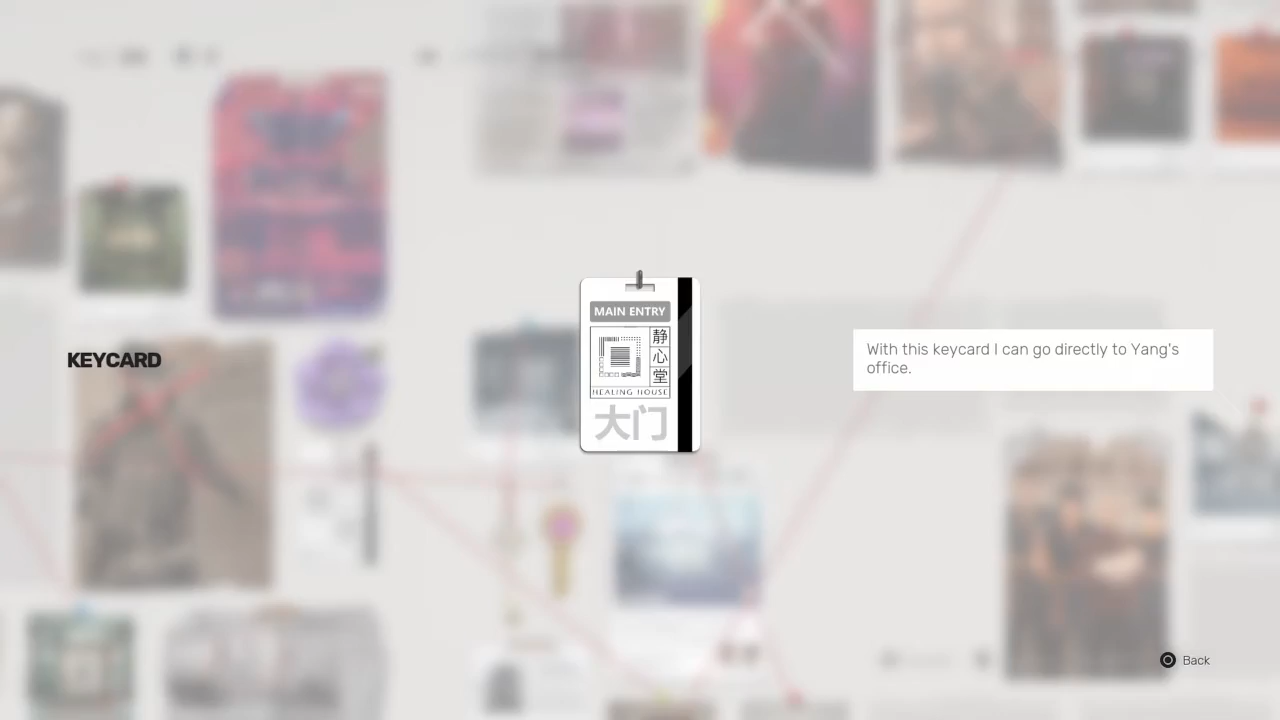 KEYCARD
MAIN ENTRY
静
心
堂
HEALING HOUSE
大门
With this keycard I can go directly to Yang's
office.
Back